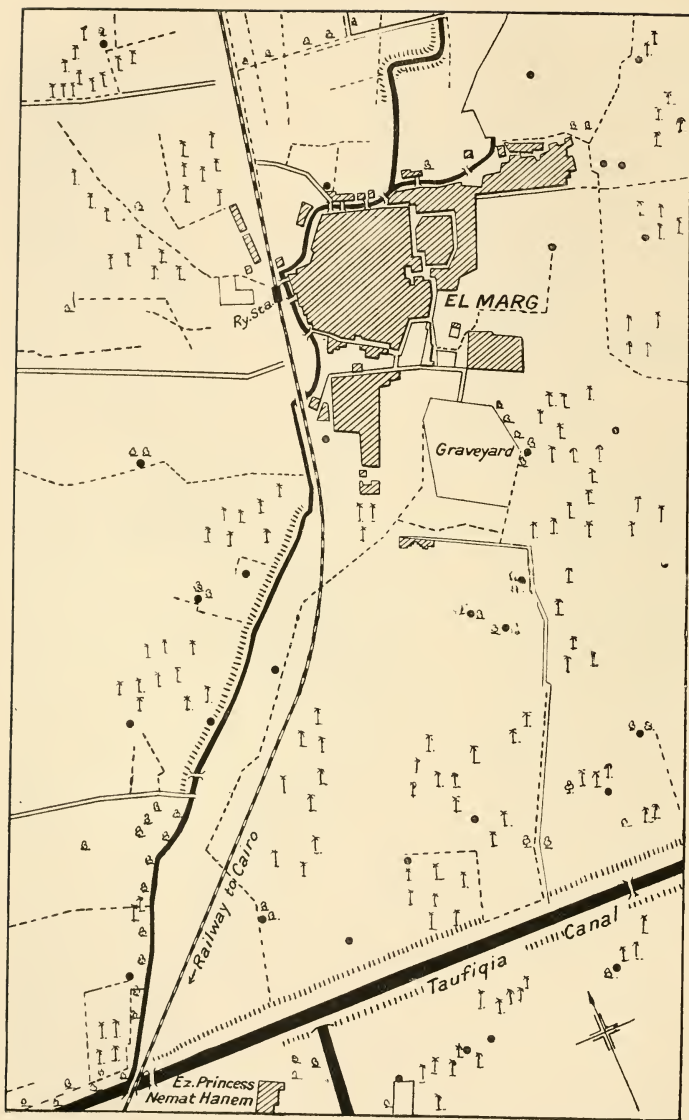 EL MARG
Ry. Sta.
Graveyard
←Railway to Cairo
Taufiqia Canal
Ez. Princess
Nemat Hanem